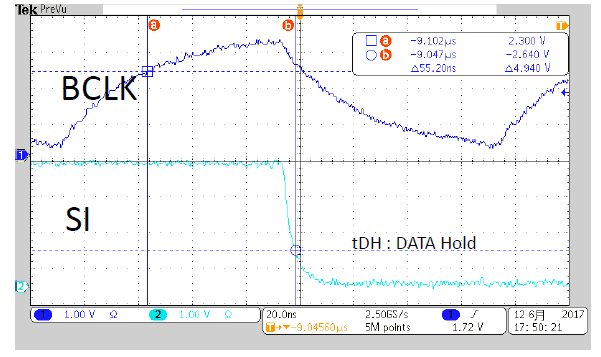 Tek PreVu
a
b
T
a -9.102µs 2.300 V
b -9.047µs -2.640 V
Δ55.20ns Δ4.940 V
BCLK
1
SI
tDH : DATA Hold
2
1 1.00 V Ω 2 1.00 V Ω 20.0ns 2.50GS/s 1 1.72 V 12 6月 2017
T→▼-9.04560µs 5M points 17:50:21